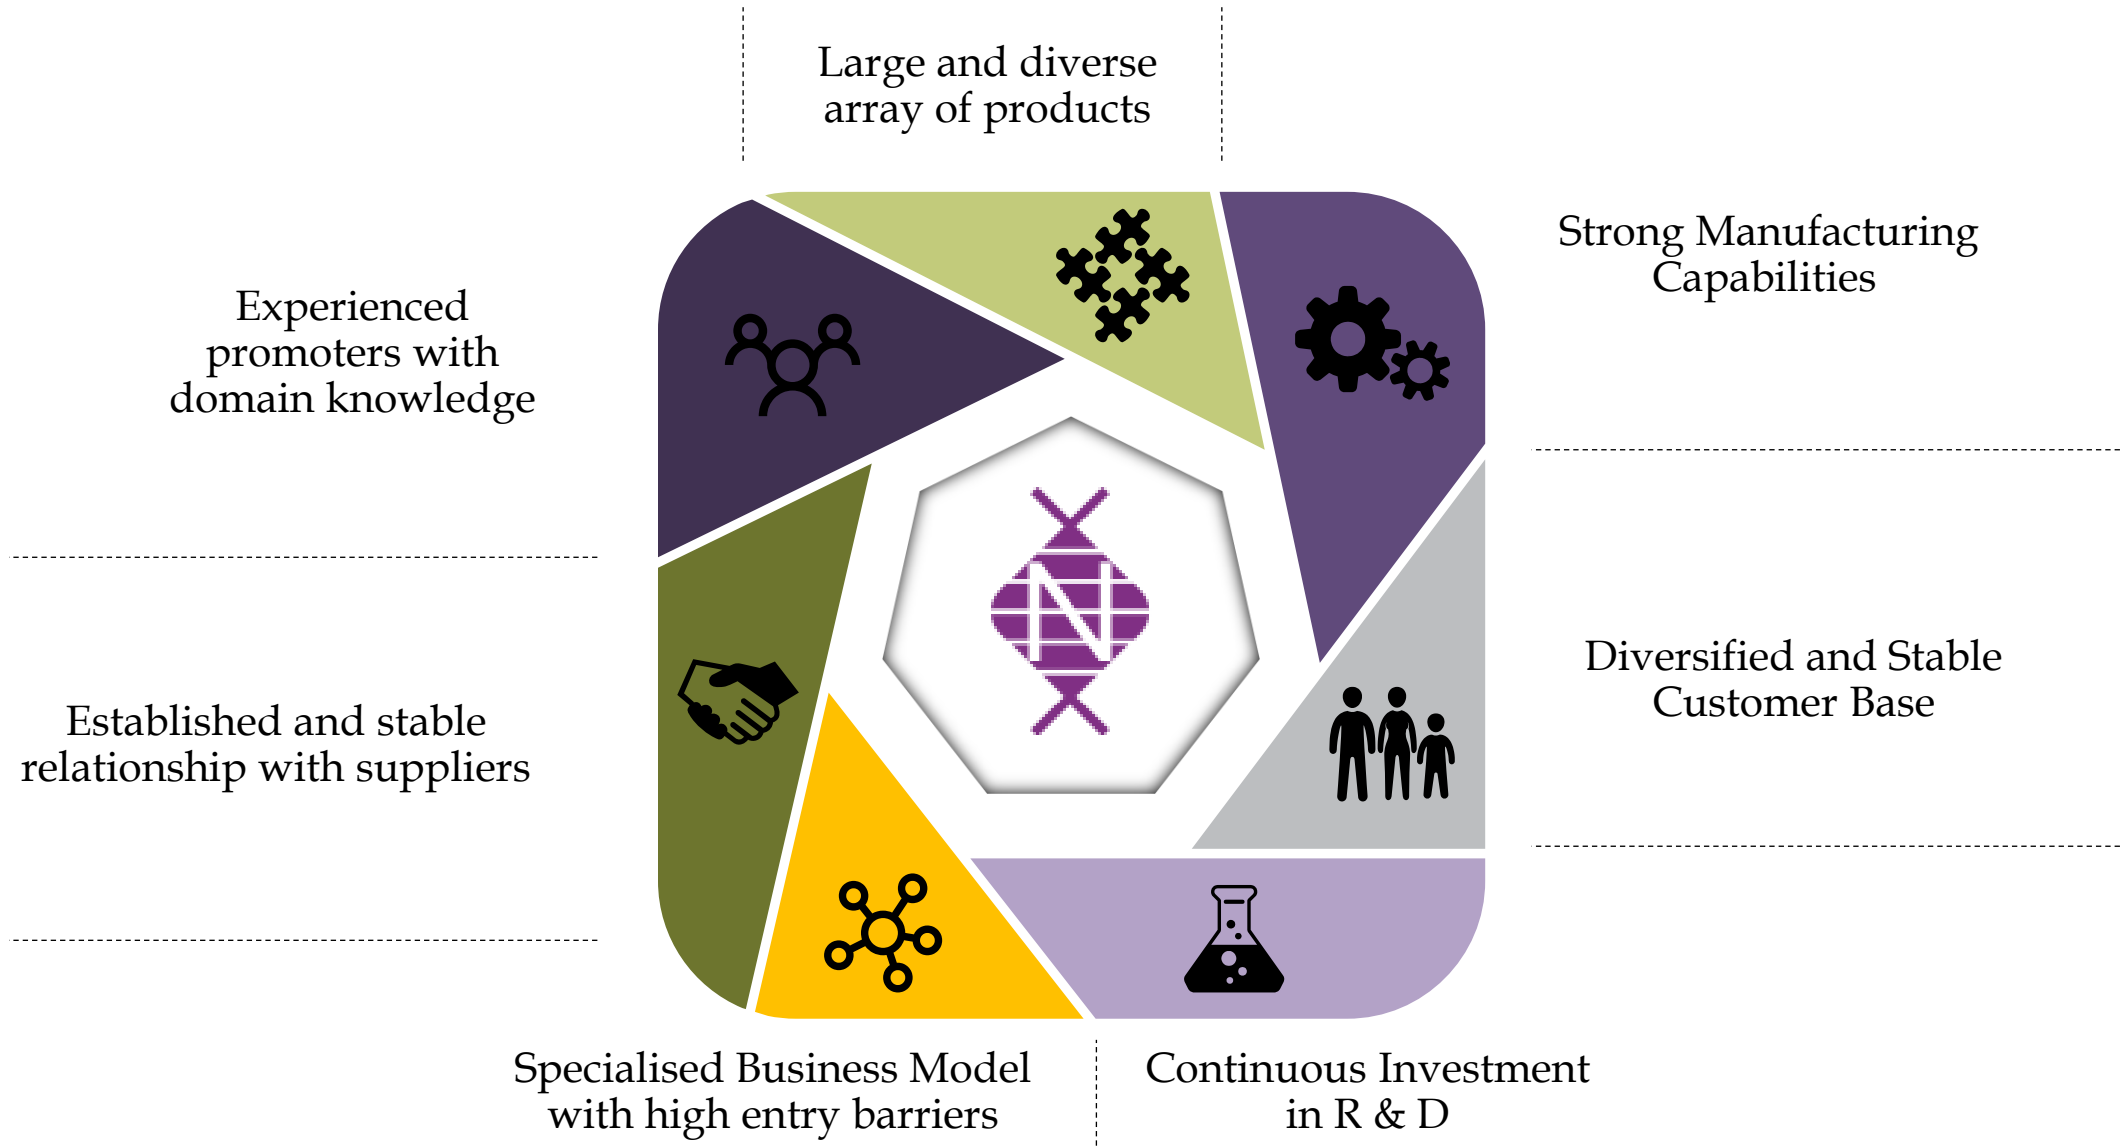 Large and diverse
array of products
Strong Manufacturing
Capabilities
Experienced
promoters with
domain knowledge
N
Diversified and Stable
Customer Base
Established and stable
relationship with suppliers
Specialised Business Model
with high entry barriers
Continuous Investment
in R & D